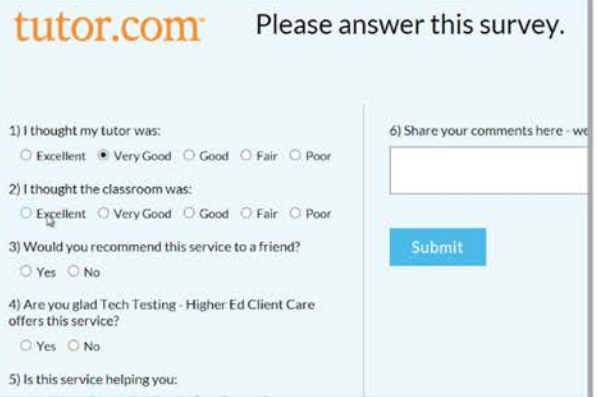 tutor.com
Please answer this survey.
1) I thought my tutor was:
Excellent Very Good Good Fair Poor
2) I thought the classroom was:
Excellent Very Good Good Fair Poor
3) Would you recommend this service to a friend?
Yes No
4) Are you glad Tech Testing - Higher Ed Client Care
offers this service?
Yes No
5) Is this service helping you:
6) Share your comments here - we
Submit